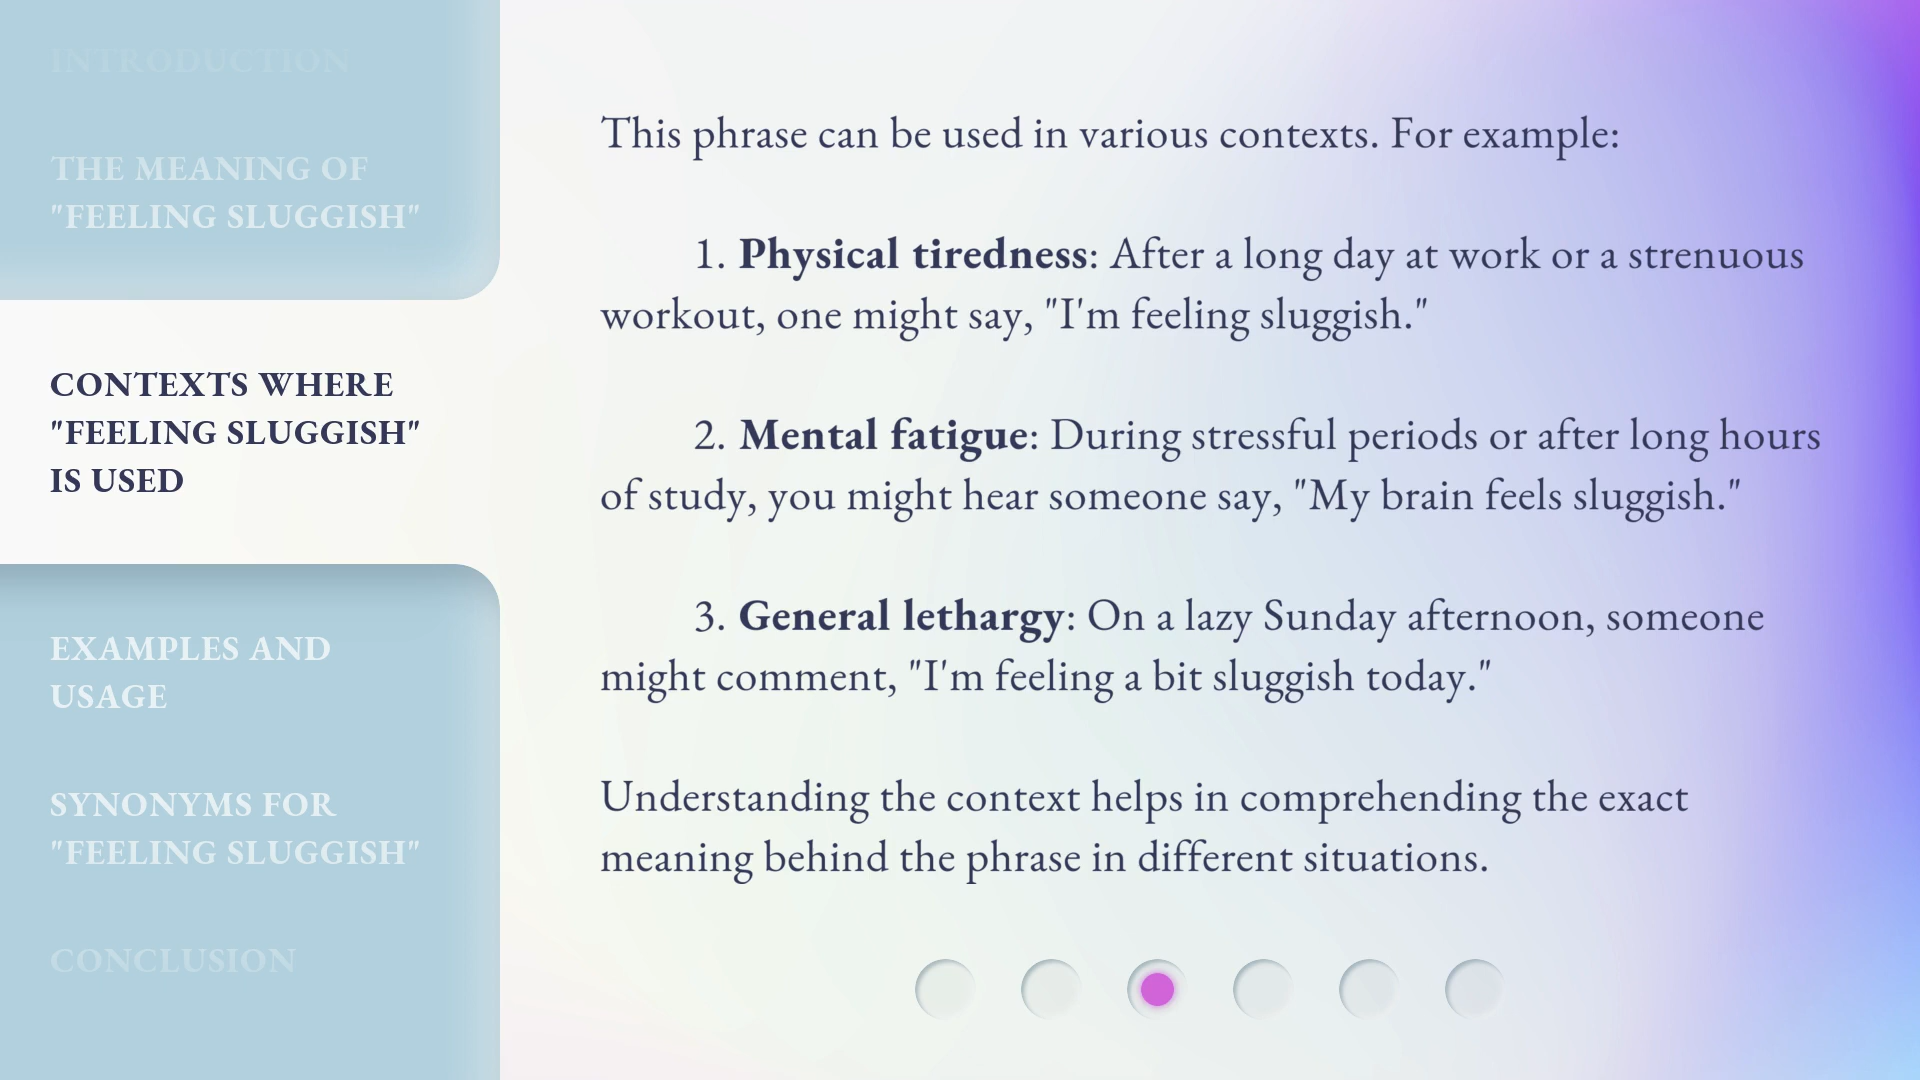 INTRODUCTION
THE MEANING OF
"FEELING SLUGGISH"
CONTEXTS WHERE
"FEELING SLUGGISH"
IS USED
EXAMPLES AND
USAGE
SYNONYMS FOR
"FEELING SLUGGISH"
CONCLUSION
This phrase can be used in various contexts. For example:
1. Physical tiredness: After a long day at work or a strenuous
workout, one might say, "I'm feeling sluggish."
2. Mental fatigue: During stressful periods or after long hours
of study, you might hear someone say, "My brain feels sluggish."
3. General lethargy: On a lazy Sunday afternoon, someone
might comment, "I'm feeling a bit sluggish today."
Understanding the context helps in comprehending the exact
meaning behind the phrase in different situations.